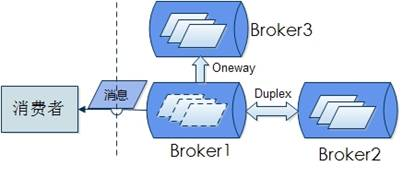 Broker3
Oneway
消费者
消息
Duplex
Broker1
Broker2